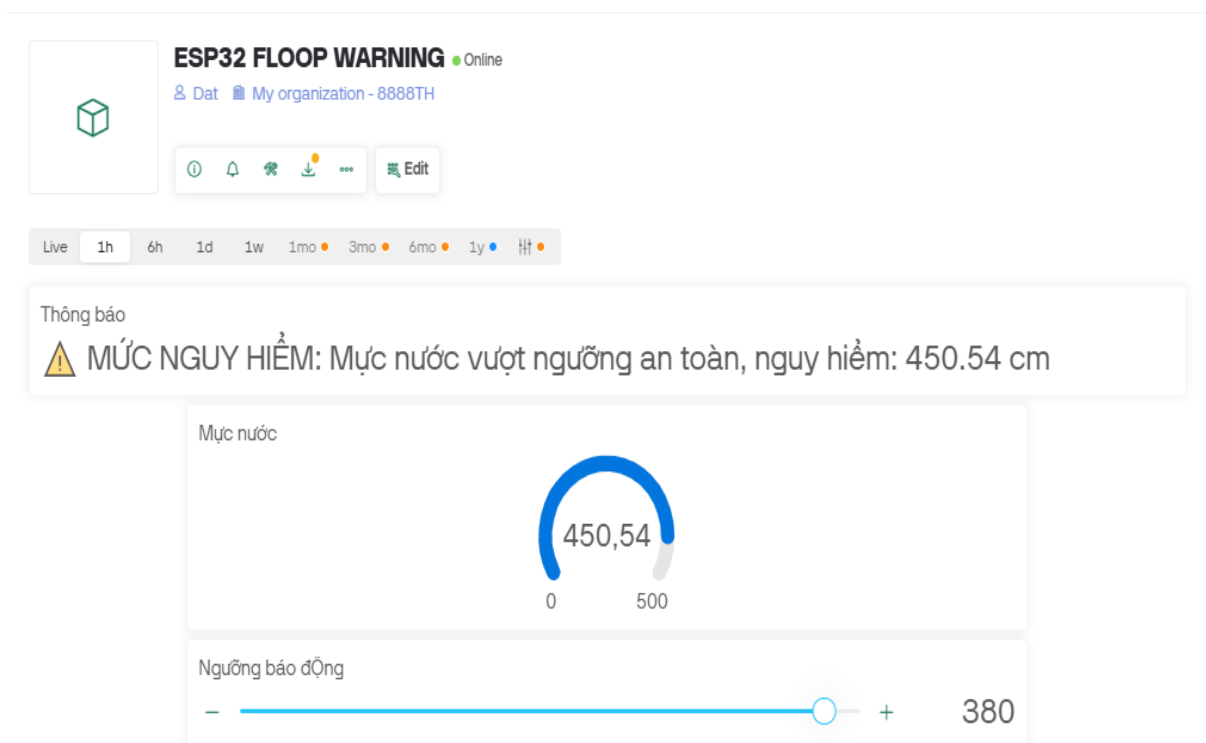 ESP32 FLOOP WARNING Online
Dat My organization - 8888TH
Edit
Live 1h 6h 1d 1w 1mo 3mo 6mo 1y
Thông báo
⚠ MỨC NGUY HIỂM: Mực nước vượt ngưỡng an toàn, nguy hiểm: 450.54 cm
Mực nước
450,54
0 500
Ngưỡng báo đỘng
− + 380